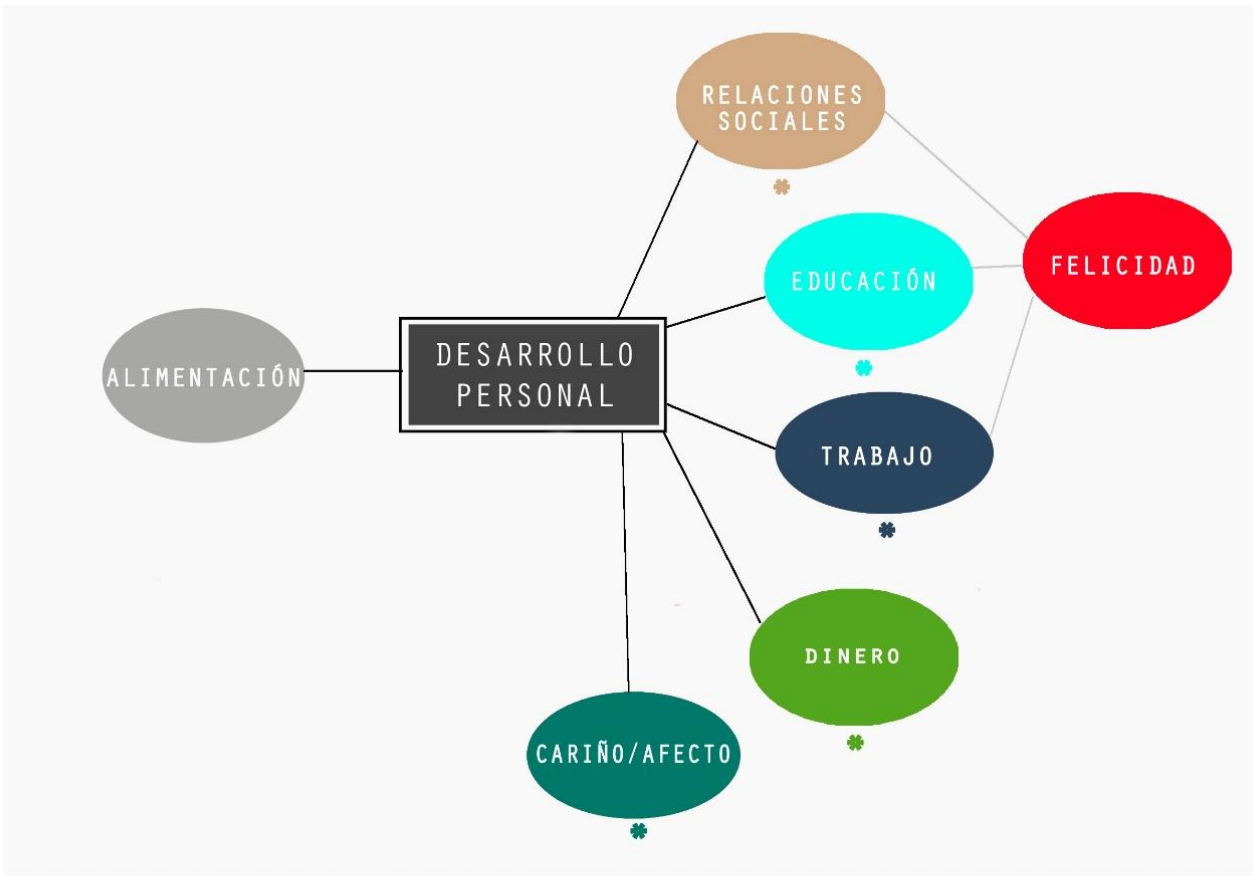 RELACIONES
SOCIALES
EDUCACIÓN
FELICIDAD
DESARROLLO
PERSONAL
ALIMENTACIÓN
TRABAJO
DINERO
CARIÑO/AFECTO